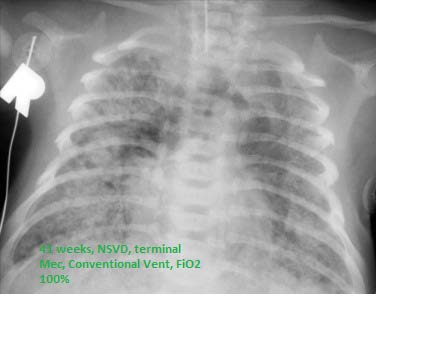 41 weeks, NSVD, terminal
Mec, Conventional Vent, FiO2
100%